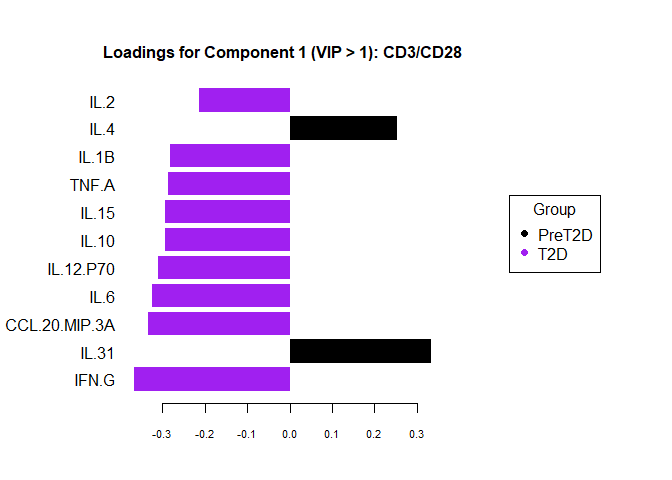 Loadings for Component 1 (VIP > 1): CD3/CD28
IL.2
IL.4
IL.1B
TNF.A
IL.15
IL.10
IL.12.P70
IL.6
CCL.20.MIP.3A
IL.31
IFN.G
-0.3 -0.2 -0.1 0.0 0.1 0.2 0.3
Group
PreT2D
T2D